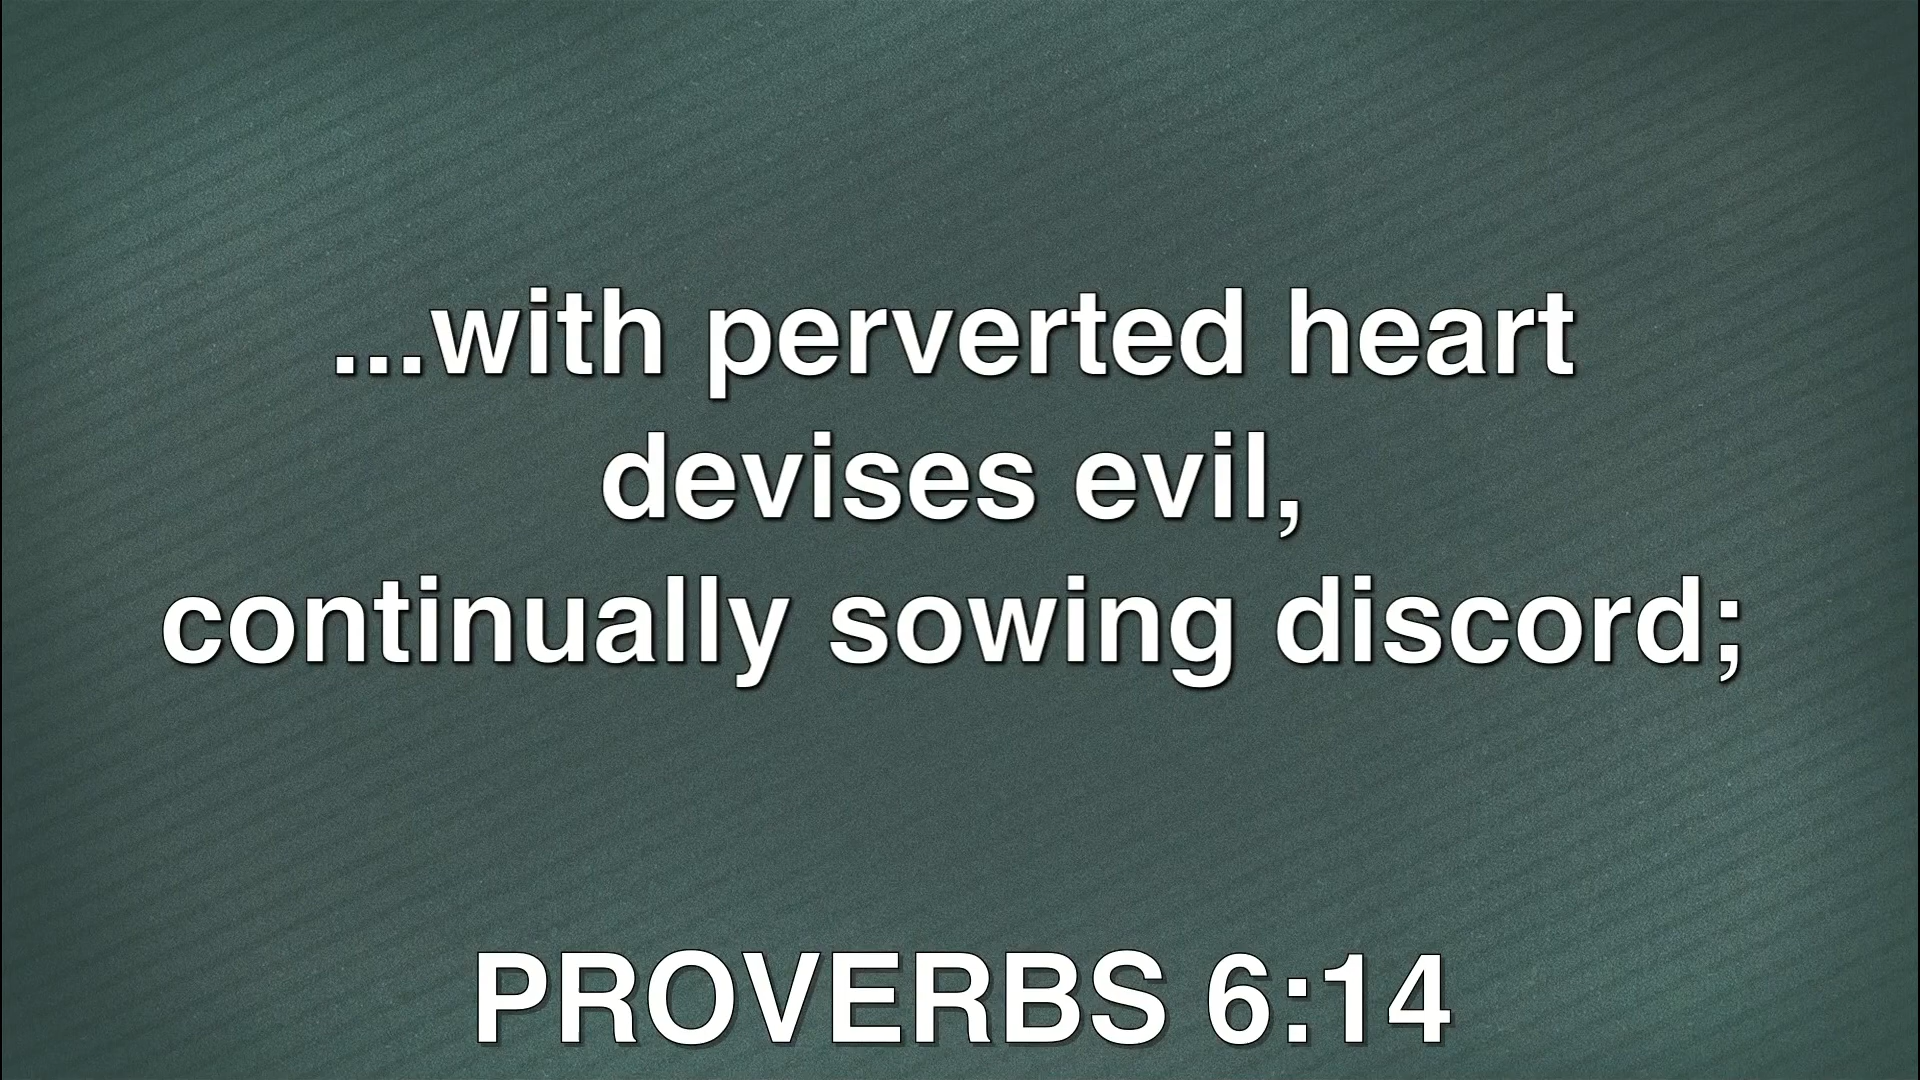 ...with perverted heart
devises evil,
continually sowing discord;
PROVERBS 6:14